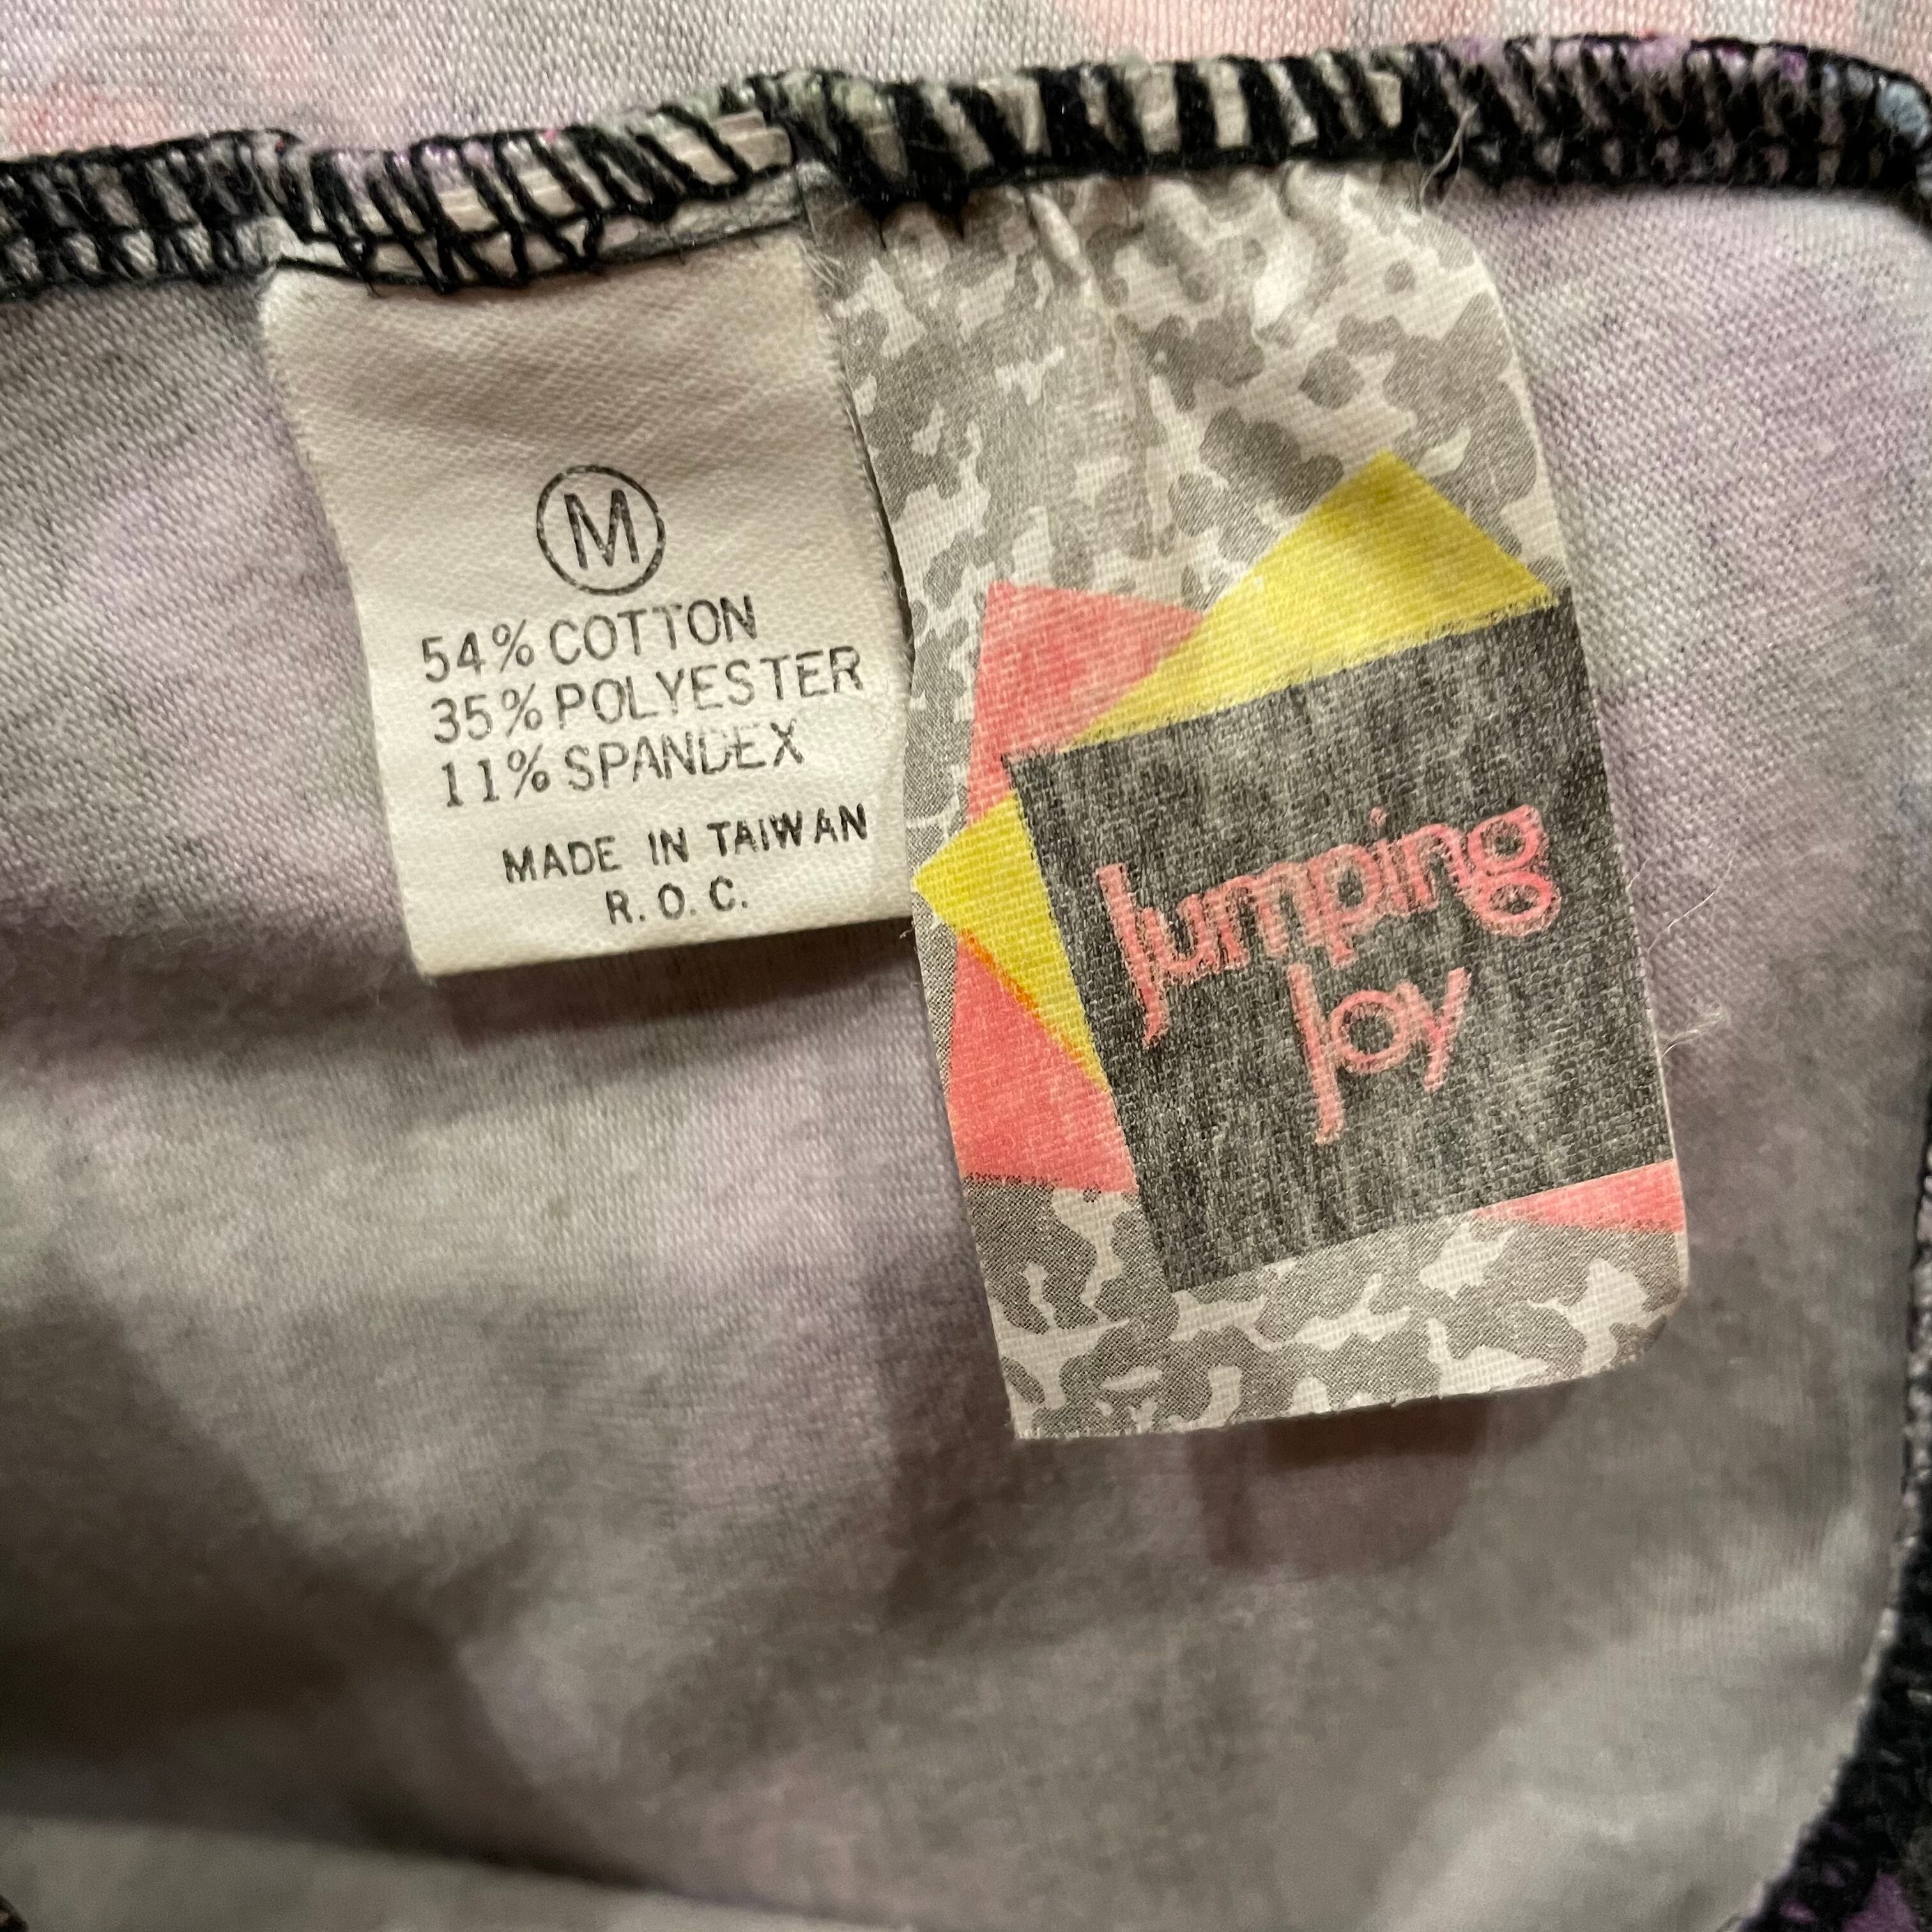 M
54% COTTON
35% POLYESTER
11% SPANDEX
MADE IN TAIWAN
R.O.C.
Jumping
Joy